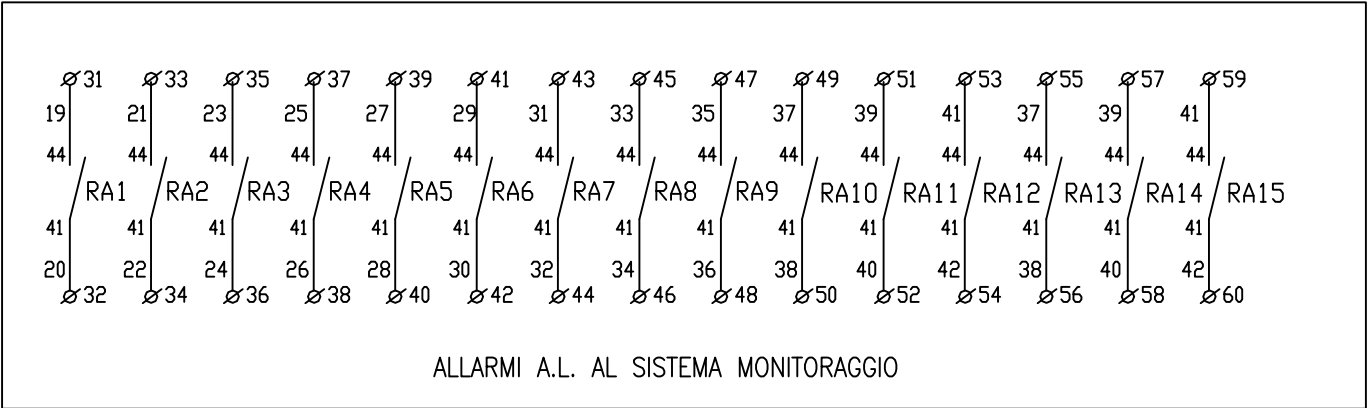 31 33 35 37 39 41 43 45 47 49 51 53 55 57 59
19 21 23 25 27 29 31 33 35 37 39 41 37 39 41
44 44 44 44 44 44 44 44 44 44 44 44 44 44 44
RA1 RA2 RA3 RA4 RA5 RA6 RA7 RA8 RA9 RA10 RA11 RA12 RA13 RA14 RA15
41 41 41 41 41 41 41 41 41 41 41 41 41 41 41
20 22 24 26 28 30 32 34 36 38 40 42 38 40 42
32 34 36 38 40 42 44 46 48 50 52 54 56 58 60
ALLARMI A.L. AL SISTEMA MONITORAGGIO